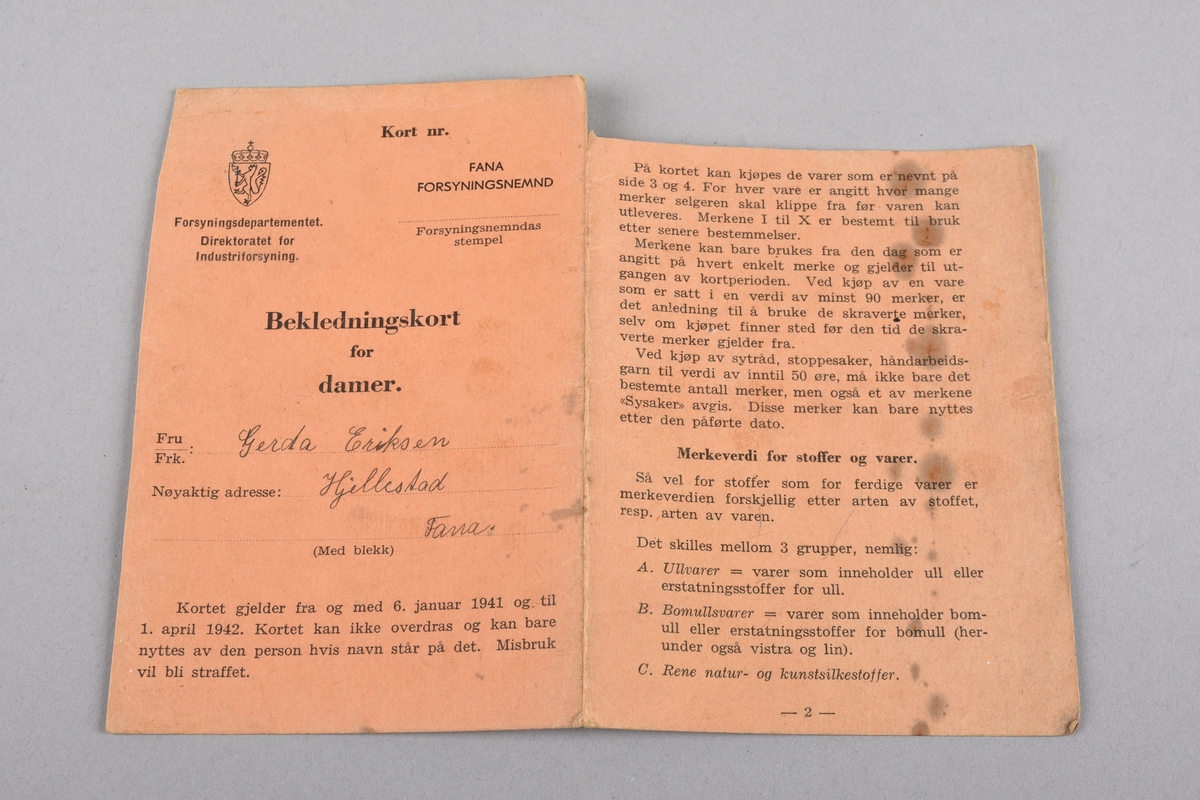 Kort nr.
FANA
FORSYNINGSNEMND
Forsyningsnemndas
stempel
Forsyningsdepartementet.
Direktoratet for
Industriforsyning.
Bekledningskort
for
damer.
Fru
Frk. : Gerda Eriksen
Nøyaktig adresse: Hjellestad
Fana.
(Med blekk)
Kortet gjelder fra og med 6. januar 1941 og til
1. april 1942. Kortet kan ikke overdras og kan bare
nyttes av den person hvis navn står på det. Misbruk
vil bli straffet.
På kortet kan kjøpes de varer som er nevnt på
side 3 og 4. For hver vare er angitt hvor mange
merker selgeren skal klippe fra før varen kan
utleveres. Merkene I til X er bestemt til bruk
etter senere bestemmelser.
Merkene kan bare brukes fra den dag som er
angitt på hvert enkelt merke og gjelder til ut-
gangen av kortperioden. Ved kjøp av en vare
som er satt i en verdi av minst 90 merker, er
det anledning til å bruke de skraverte merker,
selv om kjøpet finner sted før den tid de skra-
verte merker gjelder fra.
Ved kjøp av sytråd, stoppesaker, håndarbeids-
garn til verdi av inntil 50 øre, må ikke bare det
bestemte antall merker, men også et av merkene
«Sysaker» avgis. Disse merker kan bare nyttes
etter den påførte dato.
Merkeverdi for stoffer og varer.
Så vel for stoffer som for ferdige varer er
merkeverdien forskjellig etter arten av stoffet,
resp. arten av varen.
Det skilles mellom 3 grupper, nemlig:
A. Ullvarer = varer som inneholder ull eller
erstatningsstoffer for ull.
B. Bomullsvarer = varer som inneholder bom-
ull eller erstatningsstoffer for bomull (her-
under også vistra og lin).
C. Rene natur- og kunstsilkestoffer.
— 2 —